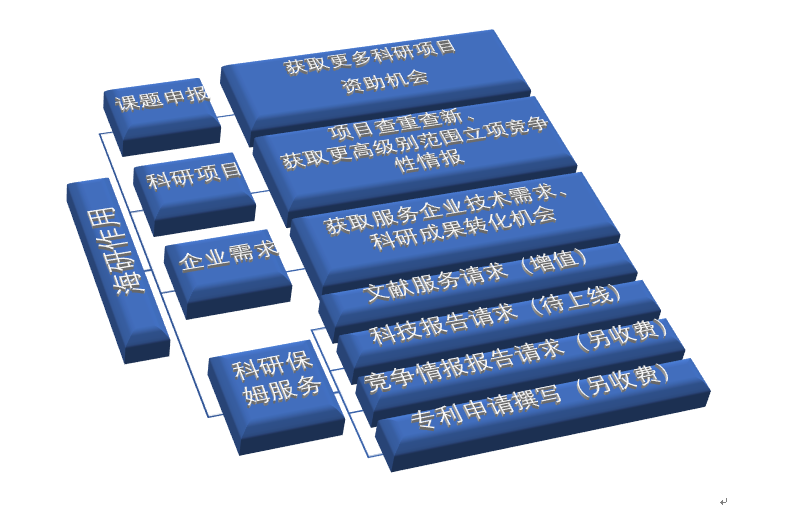 海研作用
课题申报
获取更多科研项目
资助机会
科研项目
项目查重查新、
获取更高级别范围立项竞争
性情报
企业需求
获取服务企业技术需求、
科研成果转化机会
科研保
姆服务
文献服务请求（增值）
科技报告请求（待上线）
竞争情报报告请求（另收费）
专利申请撰写（另收费）